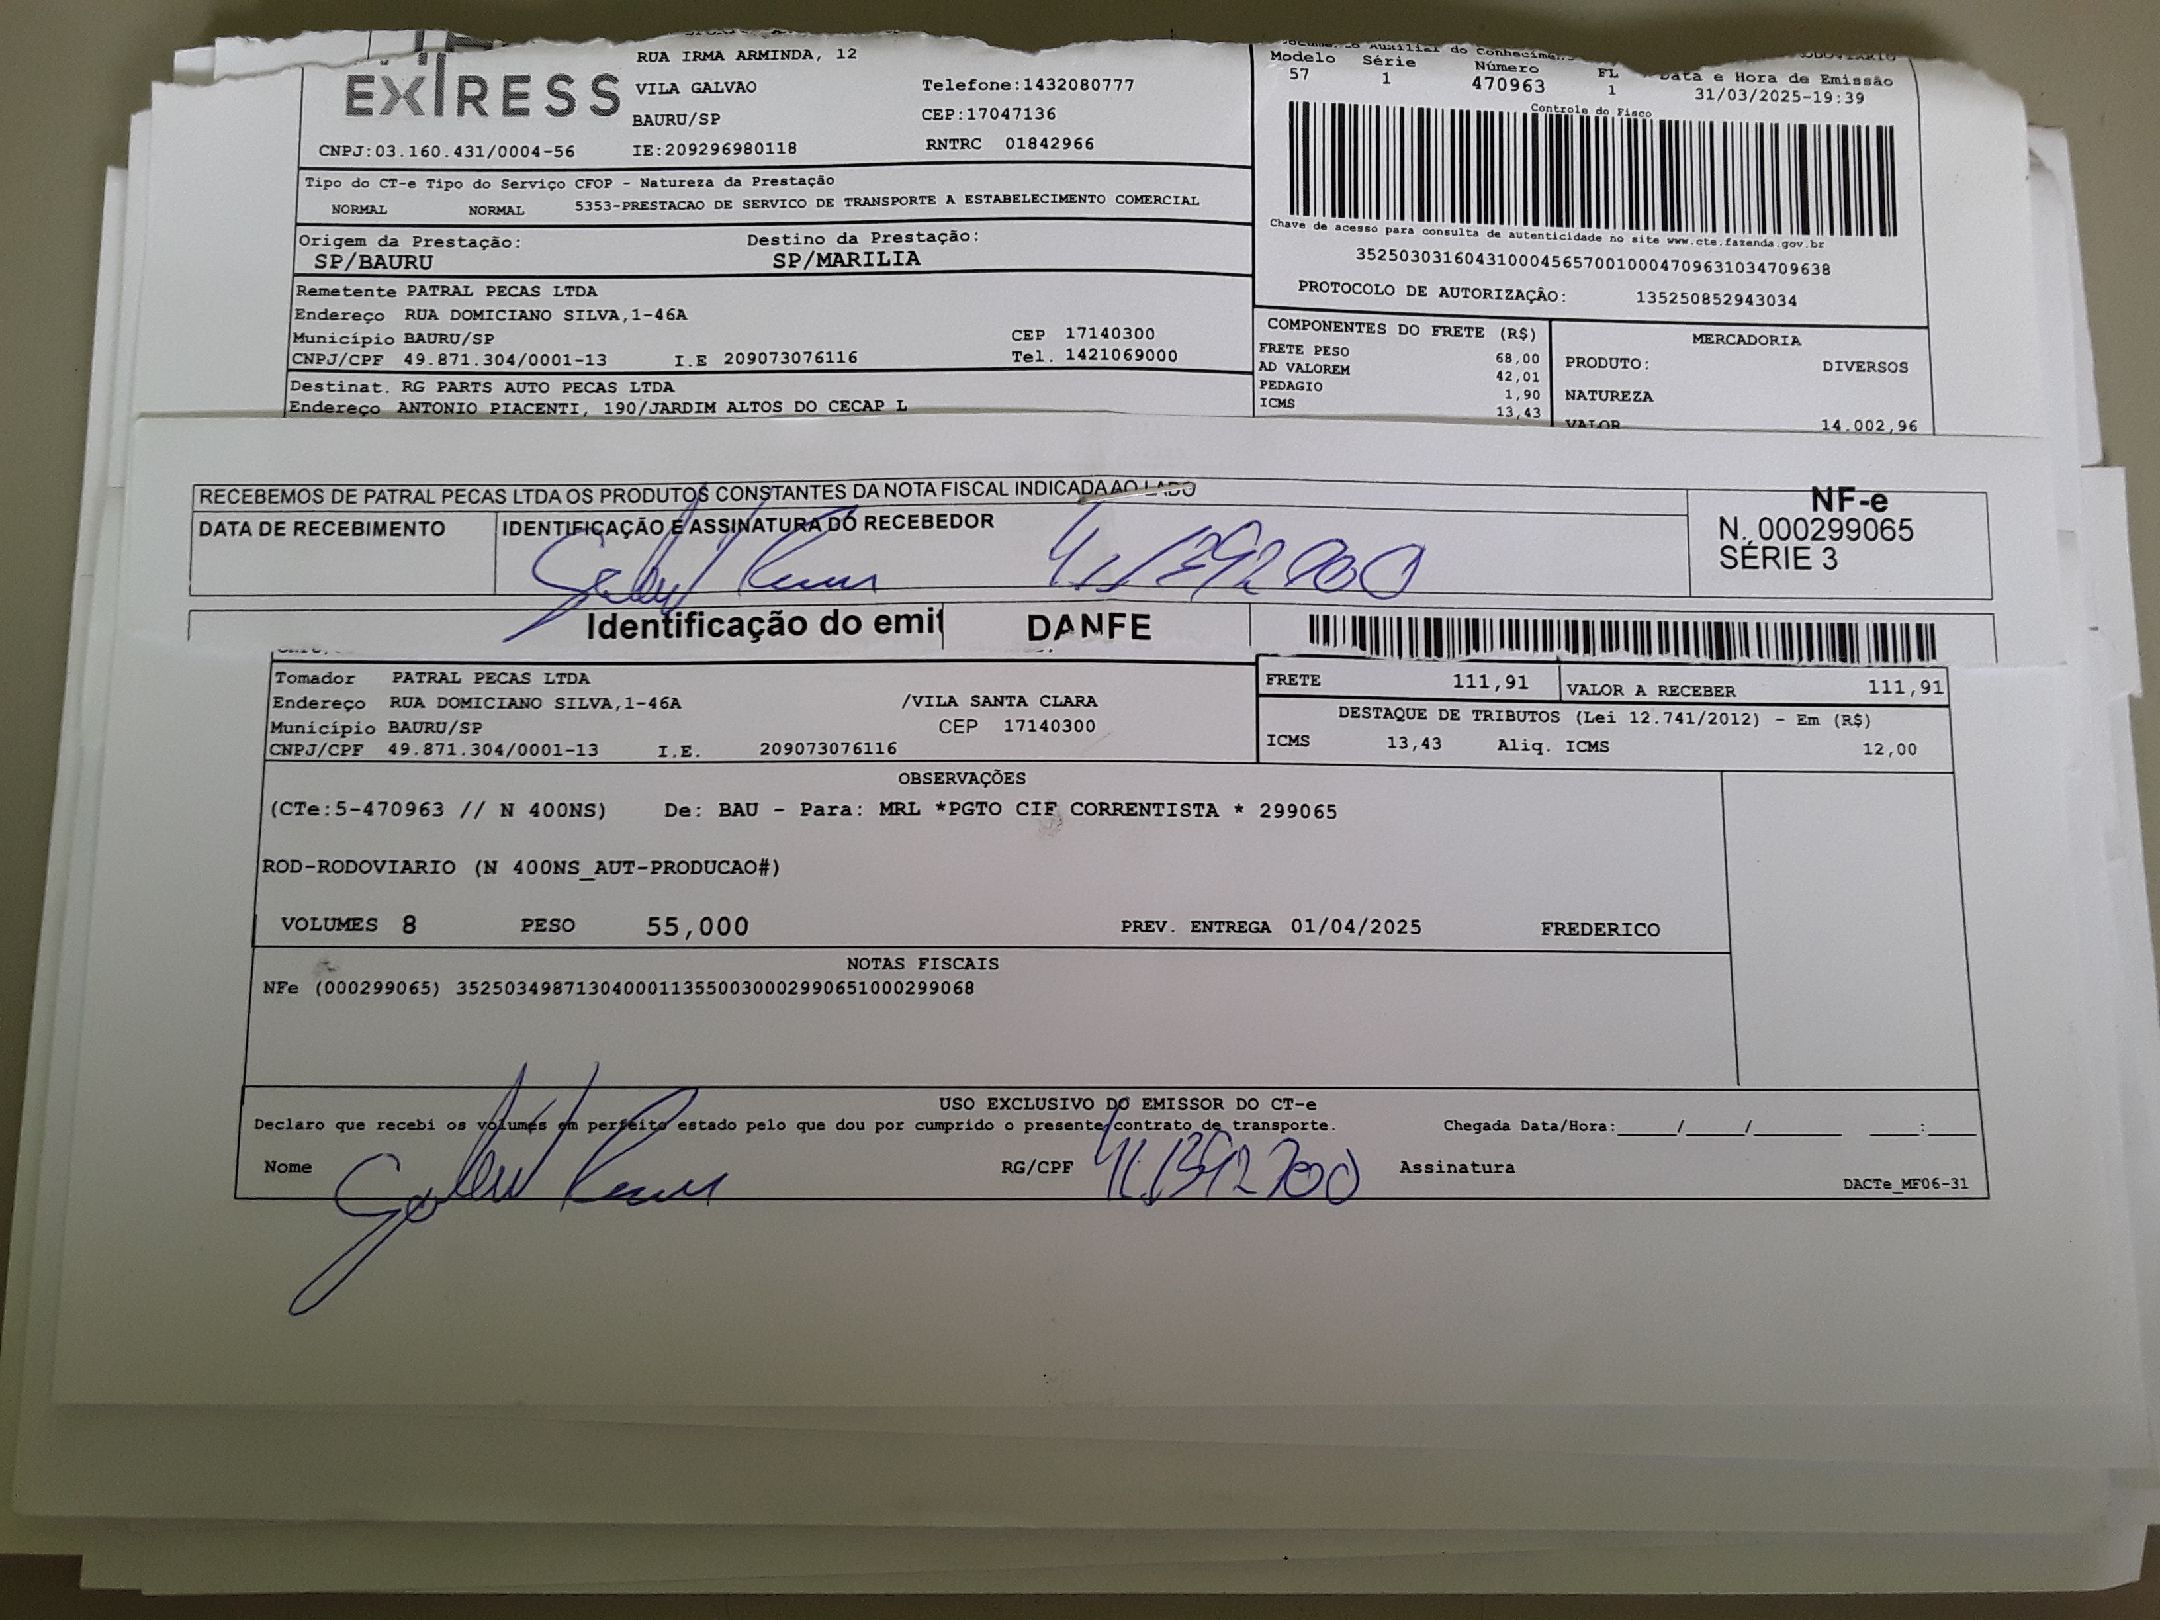 EXPRESS
RUA IRMA ARMINDA, 12
VILA GALVAO
Telefone:1432080777
BAURU/SP
CEP:17047136
CNPJ:03.160.431/0004-56
IE:209296980118
RNTRC 01842966
Modelo Série Número FL Data e Hora de Emissão
57 1 470963 1 31/03/2025-19:39
Controle do Fisco
Tipo do CT-e Tipo do Serviço CFOP - Natureza da Prestação
NORMAL NORMAL 5353-PRESTACAO DE SERVICO DE TRANSPORTE A ESTABELECIMENTO COMERCIAL
Chave de acesso para consulta de autenticidade no site www.cte.fazenda.gov.br
35250303160431000456570010004709631034709638
PROTOCOLO DE AUTORIZAÇÃO: 135250852943034
Origem da Prestação: Destino da Prestação:
SP/BAURU SP/MARILIA
Remetente PATRAL PECAS LTDA
Endereço RUA DOMICIANO SILVA,1-46A
Município BAURU/SP CEP 17140300
CNPJ/CPF 49.871.304/0001-13 I.E 209073076116 Tel. 1421069000
Destinat. RG PARTS AUTO PECAS LTDA
Endereço ANTONIO PIACENTI, 190/JARDIM ALTOS DO CECAP L
COMPONENTES DO FRETE (R$)
FRETE PESO 68,00
AD VALOREM 42,01
PEDAGIO 1,90
ICMS 13,43
MERCADORIA
PRODUTO: DIVERSOS
NATUREZA
VALOR 14.002,96
RECEBEMOS DE PATRAL PECAS LTDA OS PRODUTOS CONSTANTES DA NOTA FISCAL INDICADA AO LADO
DATA DE RECEBIMENTO
IDENTIFICAÇÃO E ASSINATURA DO RECEBEDOR
NF-e
N. 000299065
SÉRIE 3
Identificação do emit
DANFE
Tomador PATRAL PECAS LTDA
Endereço RUA DOMICIANO SILVA,1-46A /VILA SANTA CLARA
Município BAURU/SP CEP 17140300
CNPJ/CPF 49.871.304/0001-13 I.E. 209073076116
FRETE 111,91 VALOR A RECEBER 111,91
DESTAQUE DE TRIBUTOS (Lei 12.741/2012) - Em (R$)
ICMS 13,43 Aliq. ICMS 12,00
OBSERVAÇÕES
(CTe:5-470963 // N 400NS) De: BAU - Para: MRL *PGTO CIF CORRENTISTA * 299065
ROD-RODOVIARIO (N 400NS_AUT-PRODUCAO#)
VOLUMES 8 PESO 55,000 PREV. ENTREGA 01/04/2025 FREDERICO
NOTAS FISCAIS
NFe (000299065) 35250349871304000113550030002990651000299068
USO EXCLUSIVO DO EMISSOR DO CT-e
Declaro que recebi os volumes em perfeito estado pelo que dou por cumprido o presente contrato de transporte.
Chegada Data/Hora:_____/_____/_______ ____:____
Nome RG/CPF Assinatura
DACTe_MF06-31